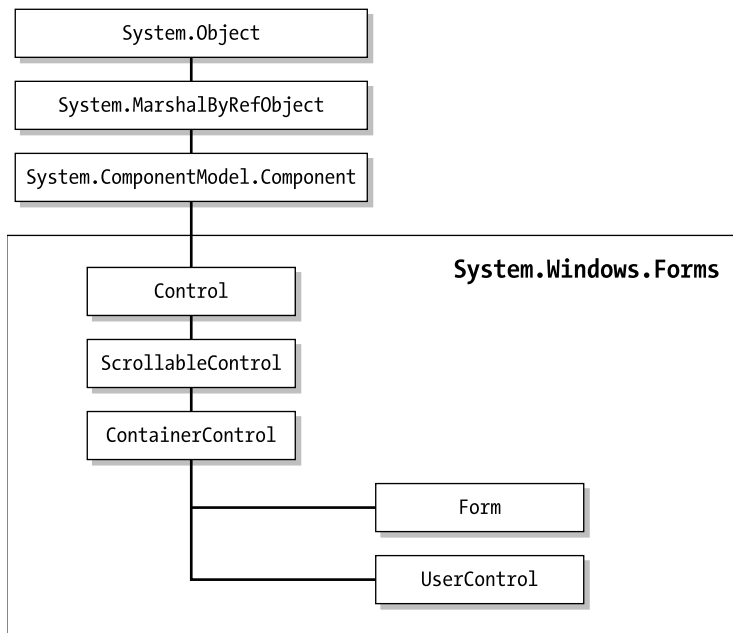 System.Object
System.MarshalByRefObject
System.ComponentModel.Component
System.Windows.Forms
Control
ScrollableControl
ContainerControl
Form
UserControl